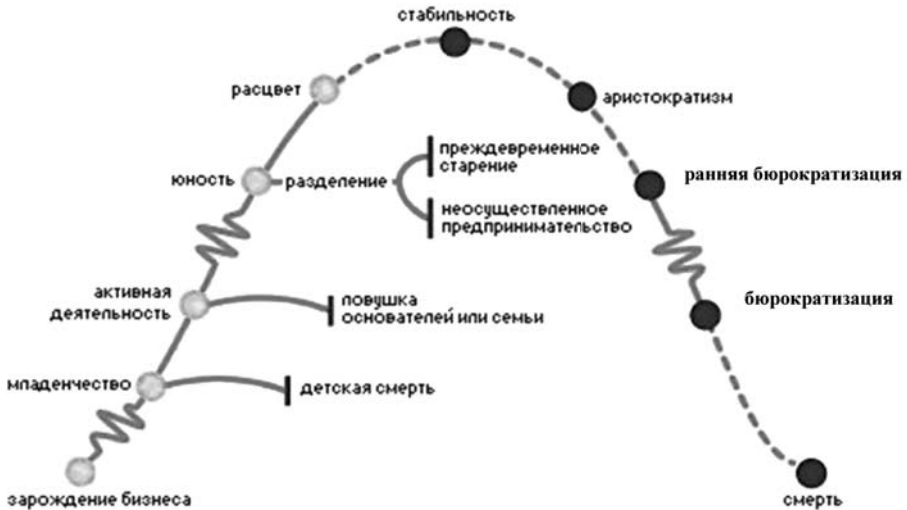 стабильность
расцвет
аристократизм
преждевременное
старение
юность
разделение
ранняя бюрократизация
неосуществленное
предпринимательство
активная
деятельность
ловушка
основателей или семьи
бюрократизация
младенчество
детская смерть
зарождение бизнеса
смерть